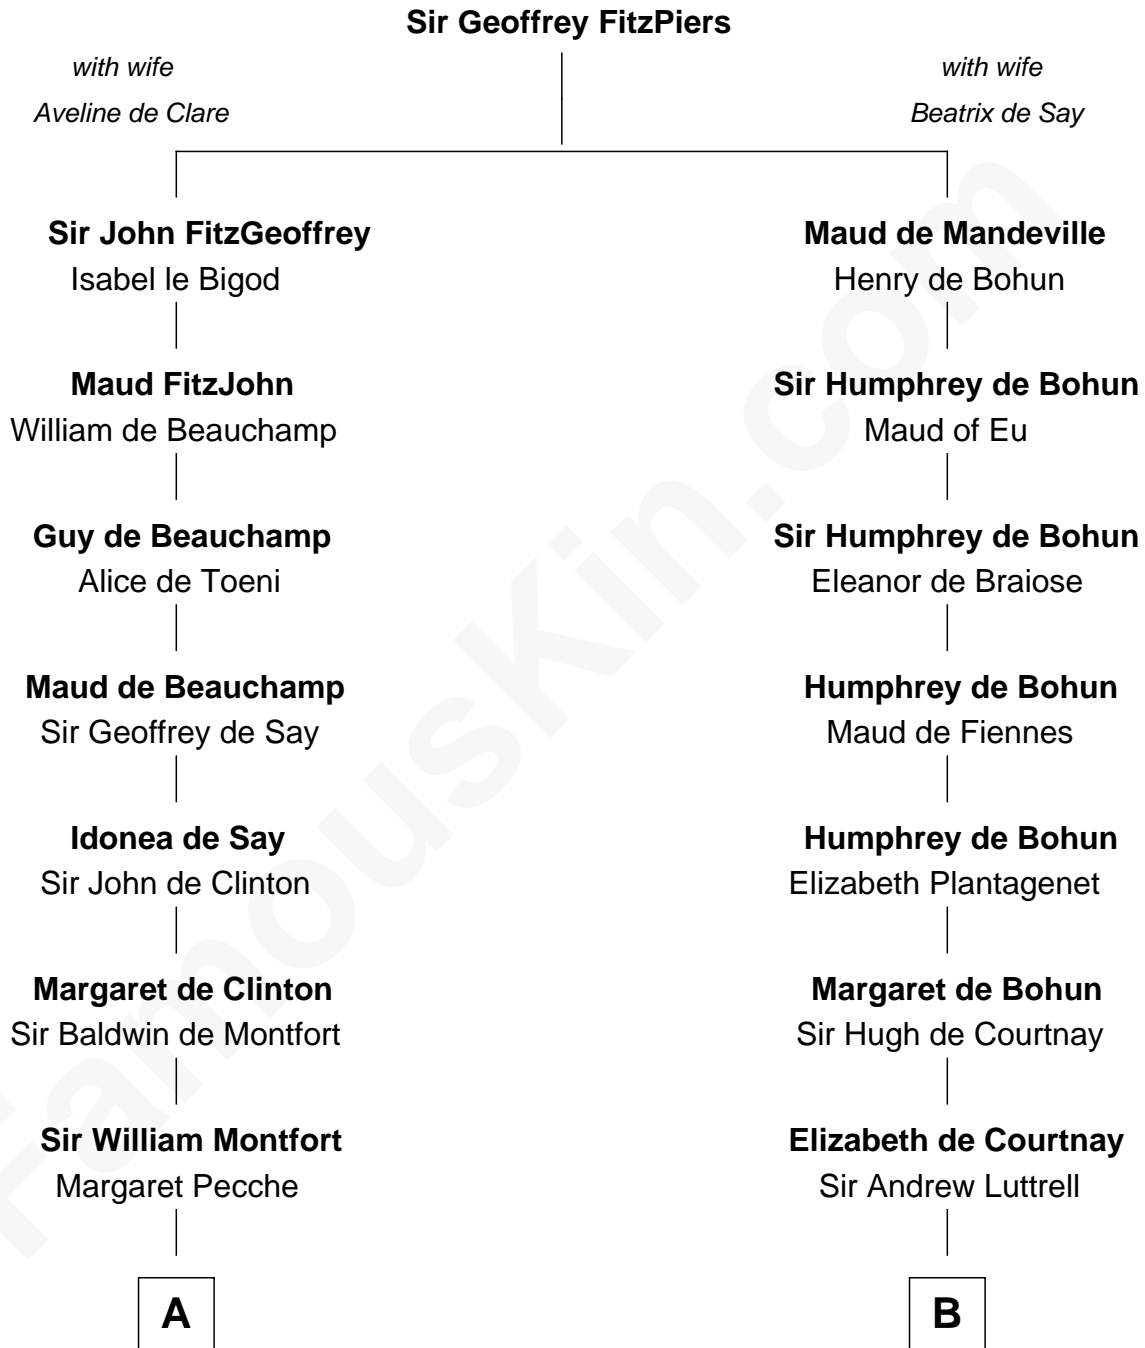 Sir Geoffrey FitzPiers
with wife
Aveline de Clare
with wife
Beatrix de Say
Sir John FitzGeoffrey
Isabel le Bigod
Maud de Mandeville
Henry de Bohun
Maud FitzJohn
William de Beauchamp
Sir Humphrey de Bohun
Maud of Eu
Guy de Beauchamp
Alice de Toeni
Sir Humphrey de Bohun
Eleanor de Braiose
Maud de Beauchamp
Sir Geoffrey de Say
Humphrey de Bohun
Maud de Fiennes
Idonea de Say
Sir John de Clinton
Humphrey de Bohun
Elizabeth Plantagenet
Margaret de Clinton
Sir Baldwin de Montfort
Margaret de Bohun
Sir Hugh de Courtnay
Sir William Montfort
Margaret Pecche
Elizabeth de Courtnay
Sir Andrew Luttrell
A
B
FamousKin.com